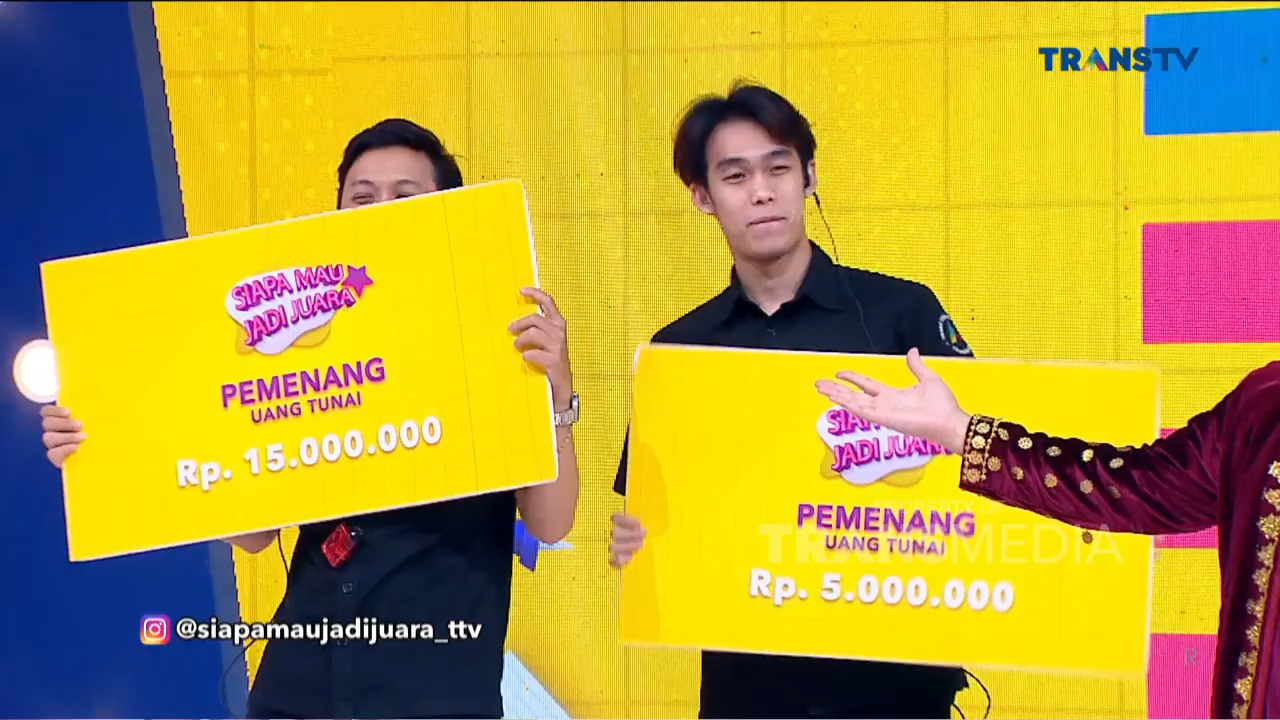 TRANSTV
SIAPA MAU
JADI JUARA
PEMENANG
UANG TUNAI
Rp. 15.000.000
JADI JUARA
PEMENANG
UANG TUNAI
Rp. 5.000.000
TRANSMEDIA
@siapamaujadijuara_ttv
R